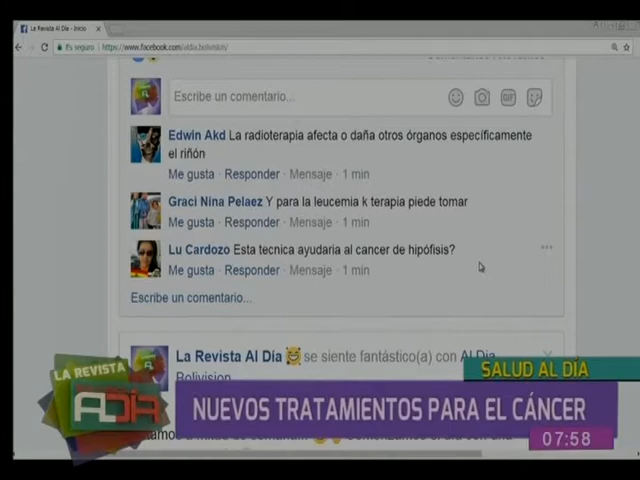 La Revista Al Día - Inicio
Es seguro
https://www.facebook.com/aldia.bolivision/
Escribe un comentario...
GIF
Edwin Akd La radioterapia afecta o daña otros órganos específicamente
el riñón
Me gusta · Responder · Mensaje · 1 min
Graci Nina Pelaez Y para la leucemia k terapia piede tomar
Me gusta · Responder · Mensaje · 1 min
Lu Cardozo Esta tecnica ayudaria al cancer de hipófisis?
Me gusta · Responder · Mensaje · 1 min
Escribe un comentario...
La Revista Al Día se siente fantástico(a) con Al Dia
Bolivision
SALUD AL DÍA
LA REVISTA
AL DÍA
NUEVOS TRATAMIENTOS PARA EL CÁNCER
07:58